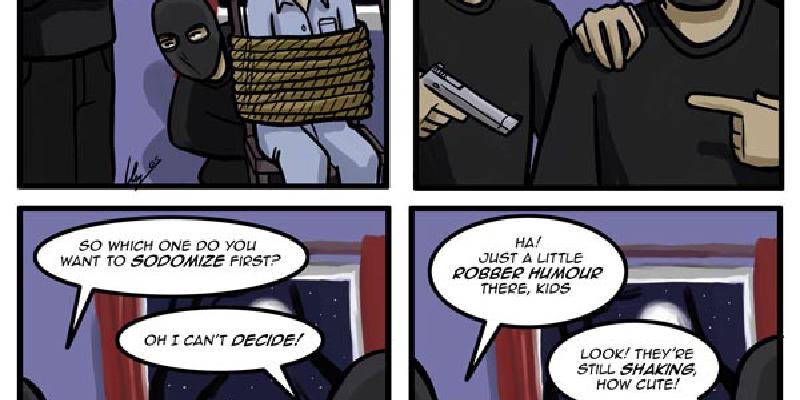 SO WHICH ONE DO YOU
WANT TO SODOMIZE FIRST?
OH I CAN'T DECIDE!
HA!
JUST A LITTLE
ROBBER HUMOUR
THERE, KIDS
LOOK! THEY'RE
STILL SHAKING,
HOW CUTE!